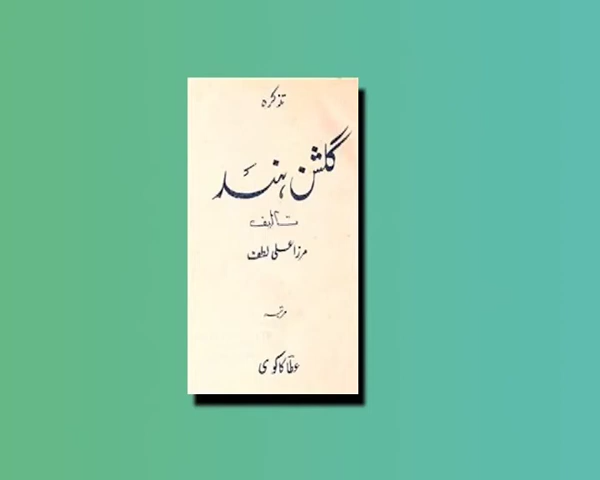 تذکرہ
گلشن ہند
تالیف
مرزا علی لطف
مرتبہ
عطا کاکوی